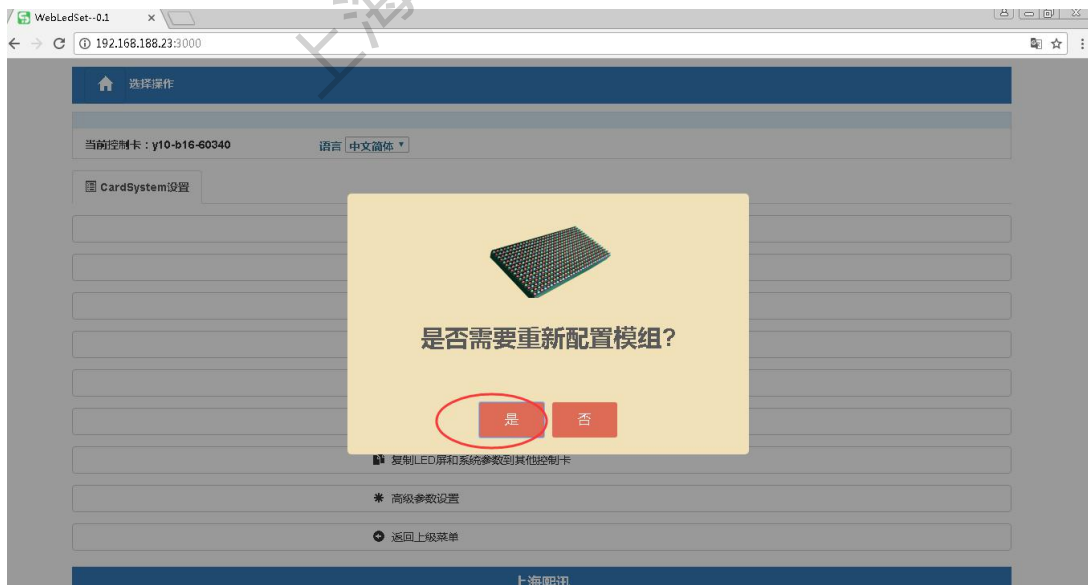 WebLedSet--0.1
192.168.188.23:3000
选择操作
当前控制卡：y10-b16-60340 语言 中文简体
CardSystem设置
是否需要重新配置模组?
是 否
复制LED屏和系统参数到其他控制卡
高级参数设置
返回上级菜单
上海熙讯
上海